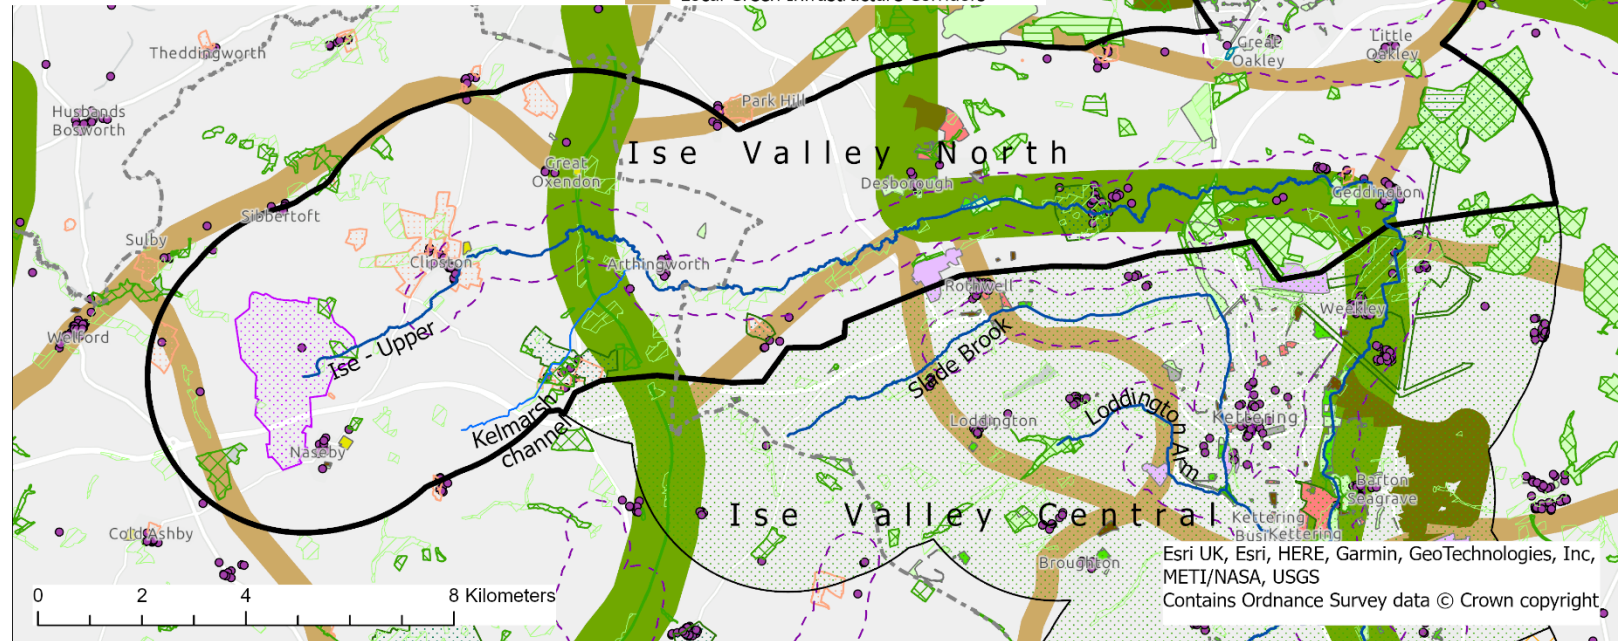 Theddingworth
Great
Oakley
Little
Oakley
Husbands
Bosworth
Park Hill
Ise Valley North
Great
Oxendon
Desborough
Geddington
Sibbertoft
Sulby
Clipston
Arthingworth
Rothwell
Weekley
Welford
Ise - Upper
Slade Brook
Kelmarsh
channel
Loddington
Loddington Arm
Kettering
Naseby
Barton
Seagrave
Ise Valley Central
Cold Ashby
Kettering
Busi
Kettering
Broughton
Esri UK, Esri, HERE, Garmin, GeoTechnologies, Inc,
METI/NASA, USGS
Contains Ordnance Survey data © Crown copyright
0 2 4 8 Kilometers